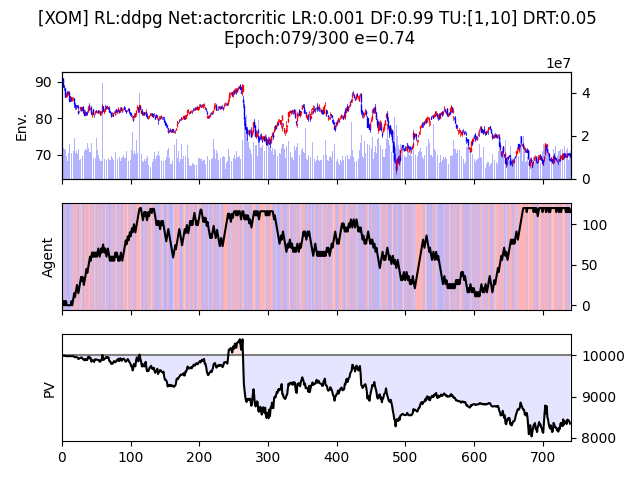 [XOM] RL:ddpg Net:actorcritic LR:0.001 DF:0.99 TU:[1,10] DRT:0.05
Epoch:079/300 e=0.74
1e7
90
80
70
Env.
4
2
0
Agent
100
50
0
PV
10000
9000
8000
0 100 200 300 400 500 600 700